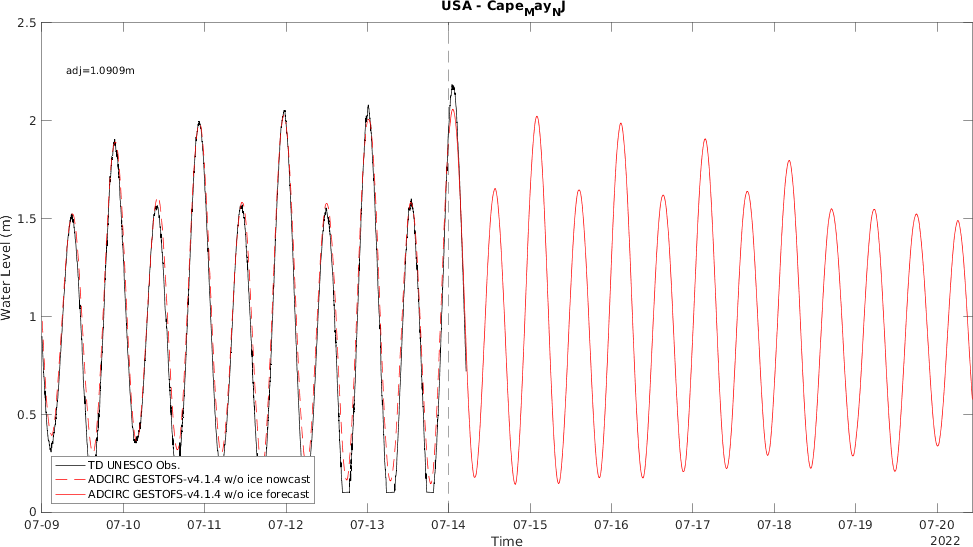 USA - CapeMayNJ
2.5
adj=1.0909m
2
1.5
Water Level (m)
1
0.5
TD UNESCO Obs.
ADCIRC GESTOFS-v4.1.4 w/o ice nowcast
ADCIRC GESTOFS-v4.1.4 w/o ice forecast
0
07-09 07-10 07-11 07-12 07-13 07-14 07-15 07-16 07-17 07-18 07-19 07-20
Time
2022